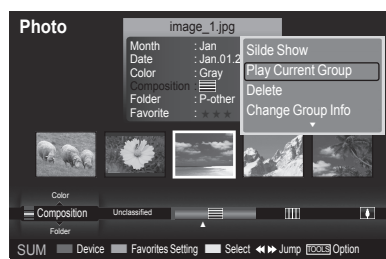 Photo
image_1.jpg
Month : Jan
Date : Jan.01.2
Color : Gray
Composition :
Folder : P-other
Favorite : ★ ★ ★
Silde Show
Play Current Group
Delete
Change Group Info
Color
Composition
Unclassified
Folder
SUM Device Favorites Setting Select Jump TOOLS Option